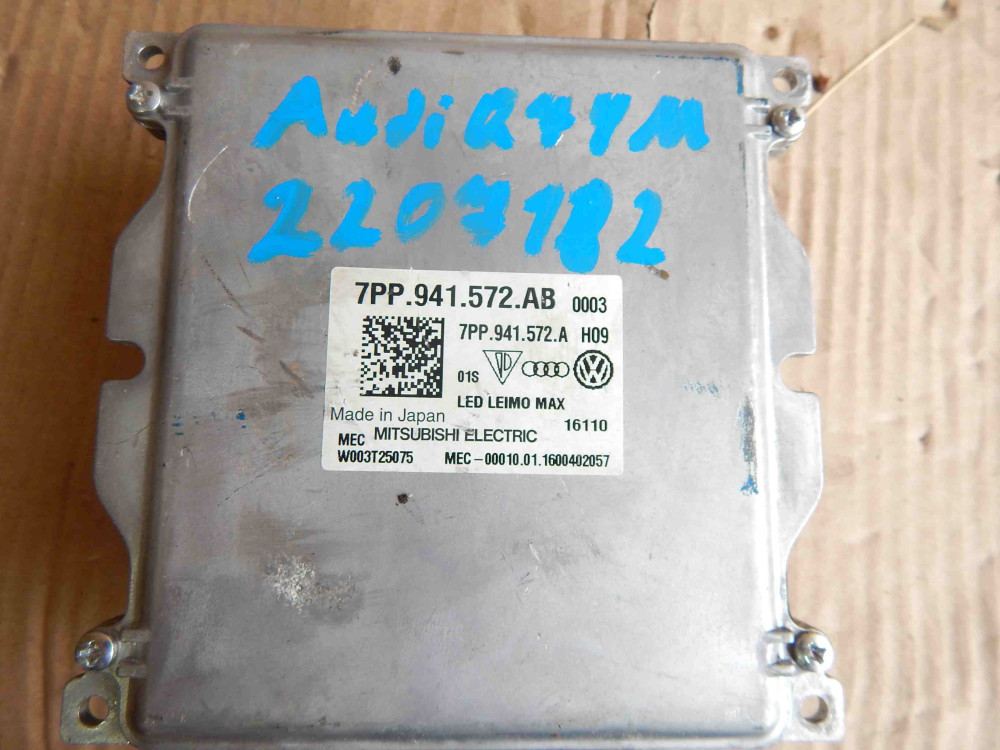 Audi Q7 4M
2207182
7PP.941.572.AB 0003
7PP.941.572.A H09
01S
LED LEIMO MAX
Made in Japan 16110
MEC MITSUBISHI ELECTRIC
W003T25075 MEC-00010.01.1600402057